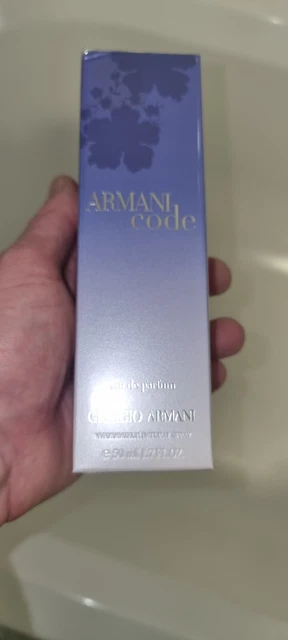 ARMANI
code
eau de parfum
GIORGIO ARMANI
e 50 ml 1.7 FL.OZ.